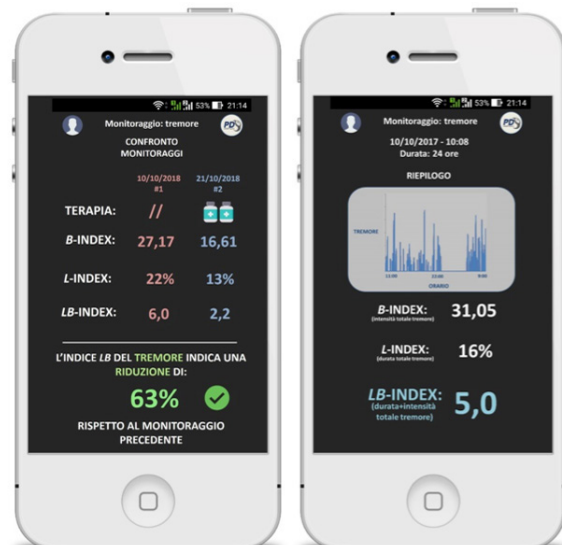 53% 21:14
Monitoraggio: tremore
PD
CONFRONTO
MONITORAGGI
10/10/2018 21/10/2018
#1 #2
TERAPIA: //
B-INDEX: 27,17 16,61
L-INDEX: 22% 13%
LB-INDEX: 6,0 2,2
L'INDICE LB DEL TREMORE INDICA UNA
RIDUZIONE DI:
63%
RISPETTO AL MONITORAGGIO
PRECEDENTE
53% 21:14
Monitoraggio: tremore
PD
10/10/2017 - 10:08
Durata: 24 ore
RIEPILOGO
TREMORE
9:00
ORARIO
B-INDEX: 31,05
(intensità totale tremore)
L-INDEX: 16%
(durata totale tremore)
LB-INDEX: 5,0
(durata+intensità
totale tremore)